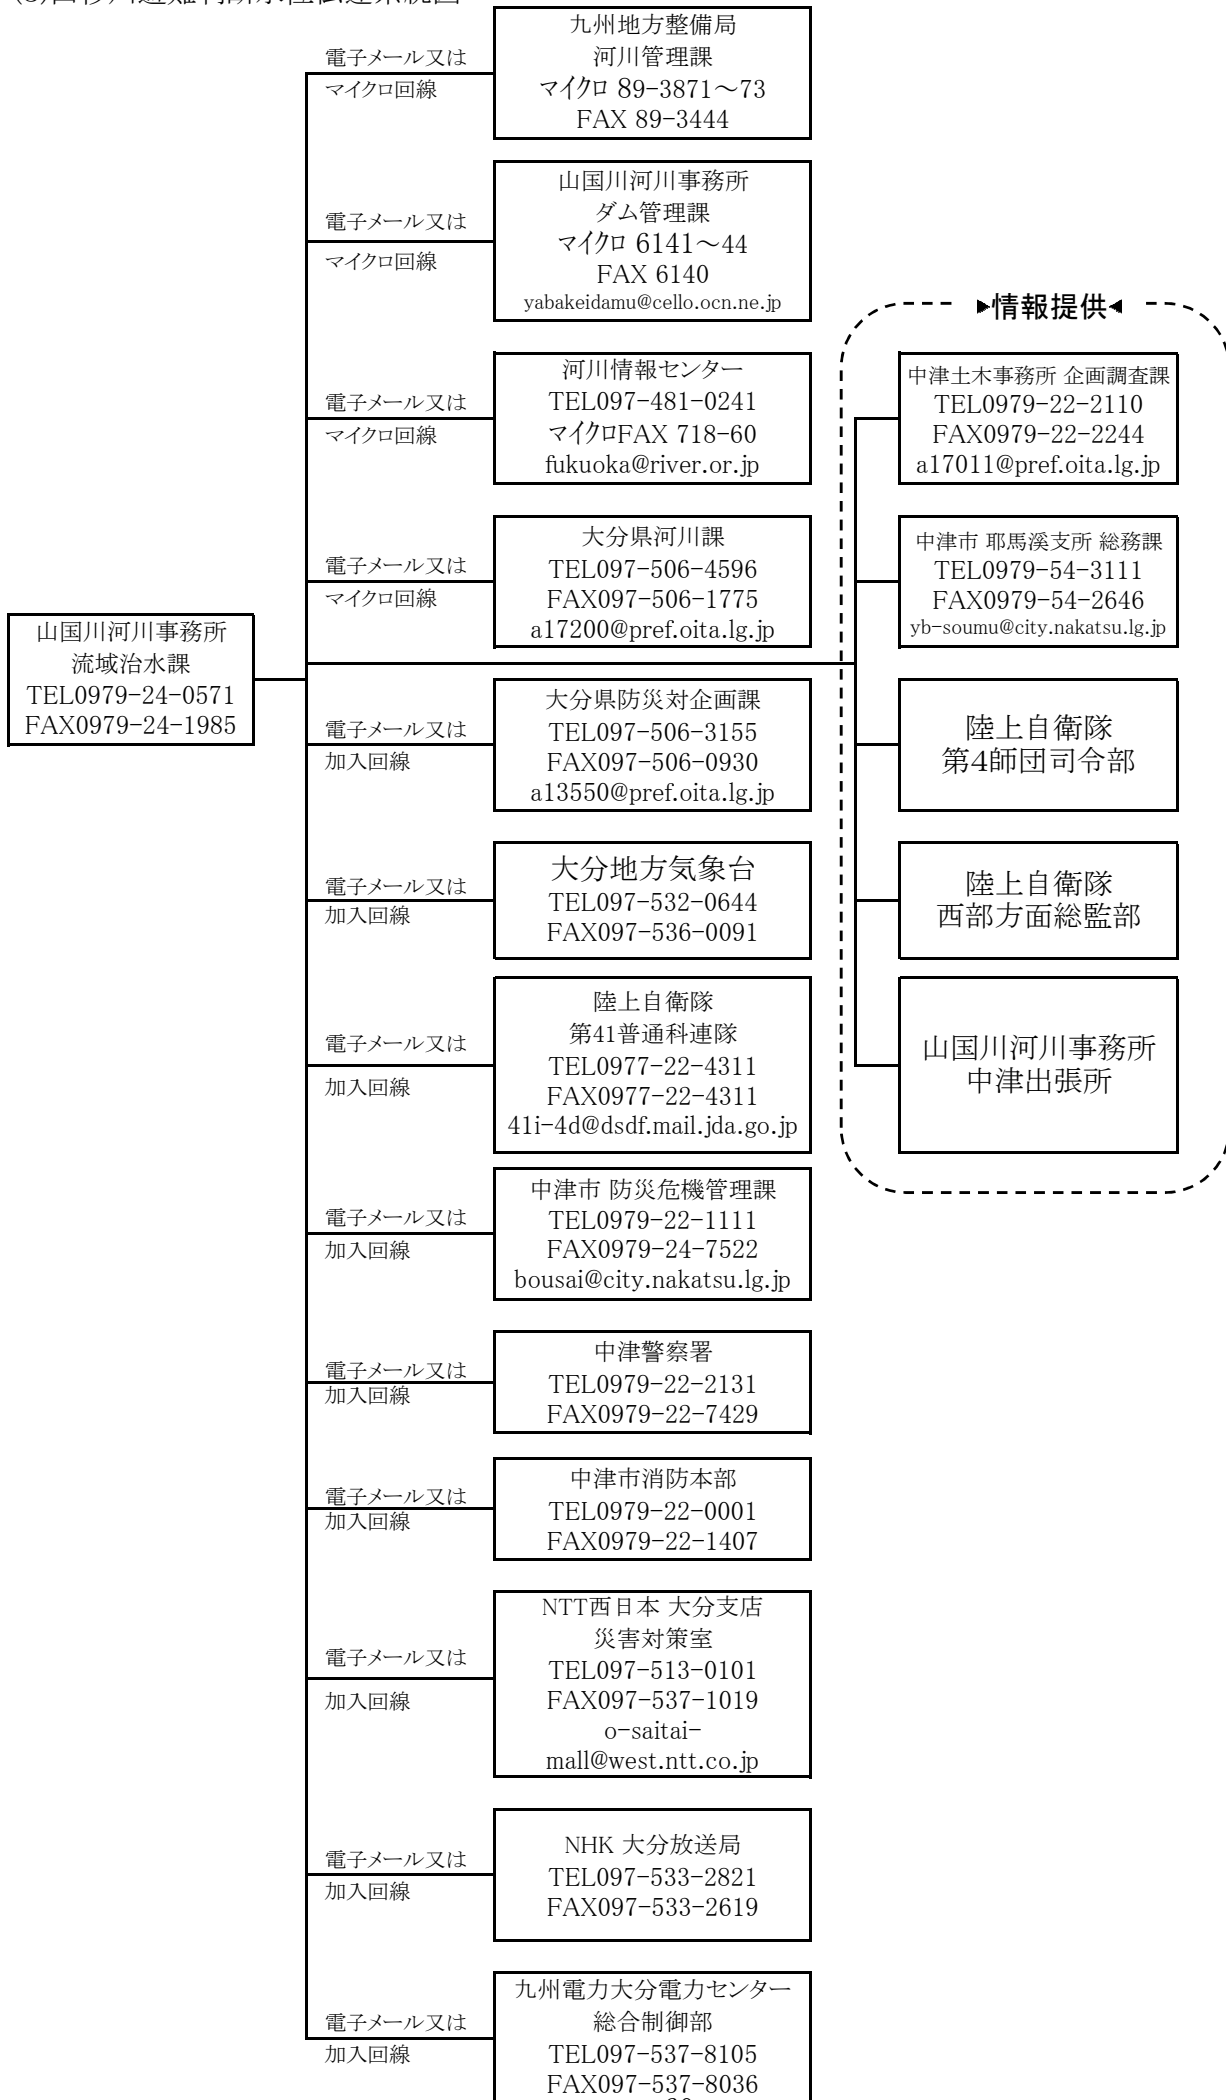 九州地方整備局
河川管理課
マイクロ 89-3871～73
FAX 89-3444
電子メール又は
マイクロ回線
山国川河川事務所
ダム管理課
マイクロ 6141～44
FAX 6140
yabakeidamu@cello.ocn.ne.jp
電子メール又は
マイクロ回線
河川情報センター
TEL097-481-0241
マイクロFAX 718-60
fukuoka@river.or.jp
電子メール又は
マイクロ回線
大分県河川課
TEL097-506-4596
FAX097-506-1775
a17200@pref.oita.lg.jp
電子メール又は
マイクロ回線
山国川河川事務所
流域治水課
TEL0979-24-0571
FAX0979-24-1985
大分県防災対企画課
TEL097-506-3155
FAX097-506-0930
a13550@pref.oita.lg.jp
電子メール又は
加入回線
大分地方気象台
TEL097-532-0644
FAX097-536-0091
電子メール又は
加入回線
陸上自衛隊
第41普通科連隊
TEL0977-22-4311
FAX0977-22-4311
41i-4d@dsdf.mail.jda.go.jp
電子メール又は
加入回線
中津市 防災危機管理課
TEL0979-22-1111
FAX0979-24-7522
bousai@city.nakatsu.lg.jp
電子メール又は
加入回線
中津警察署
TEL0979-22-2131
FAX0979-22-7429
電子メール又は
加入回線
中津市消防本部
TEL0979-22-0001
FAX0979-22-1407
電子メール又は
加入回線
NTT西日本 大分支店
災害対策室
TEL097-513-0101
FAX097-537-1019
o-saitai-
mall@west.ntt.co.jp
電子メール又は
加入回線
NHK 大分放送局
TEL097-533-2821
FAX097-533-2619
電子メール又は
加入回線
九州電力大分電力センター
総合制御部
TEL097-537-8105
FAX097-537-8036
電子メール又は
加入回線
▶情報提供◀
中津土木事務所 企画調査課
TEL0979-22-2110
FAX0979-22-2244
a17011@pref.oita.lg.jp
中津市 耶馬溪支所 総務課
TEL0979-54-3111
FAX0979-54-2646
yb-soumu@city.nakatsu.lg.jp
陸上自衛隊
第4師団司令部
陸上自衛隊
西部方面総監部
山国川河川事務所
中津出張所